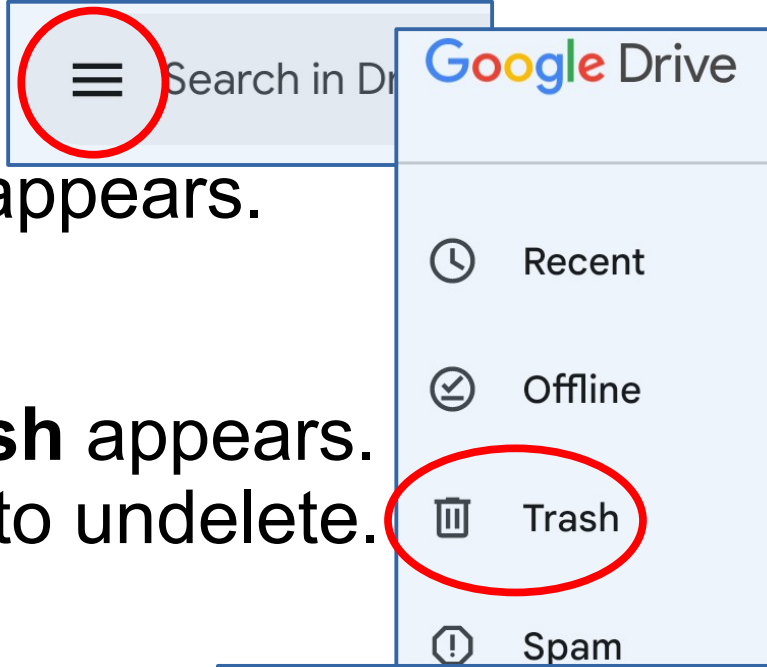 Search in Dr
Google Drive
appears.
Recent
Offline
sh appears.
to undelete.
Trash
Spam